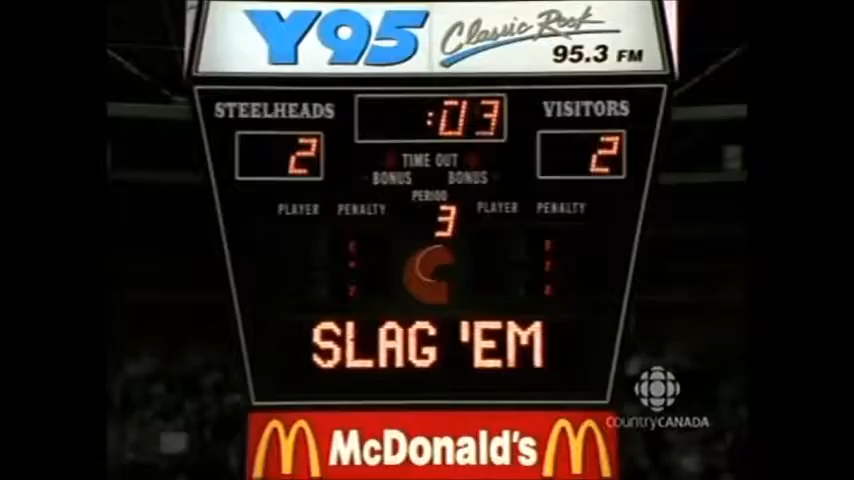 Y95 Classic Rock
95.3 FM
STEELHEADS :03 VISITORS
2 2
TIME OUT
BONUS BONUS
PERIOD
PLAYER PENALTY 3 PLAYER PENALTY
SLAG 'EM
countryCANADA
McDonald's